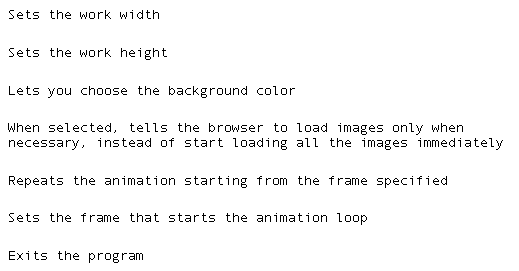 Sets the work width
Sets the work height
Lets you choose the background color
When selected, tells the browser to load images only when
necessary, instead of start loading all the images immediately
Repeats the animation starting from the frame specified
Sets the frame that starts the animation loop
Exits the program